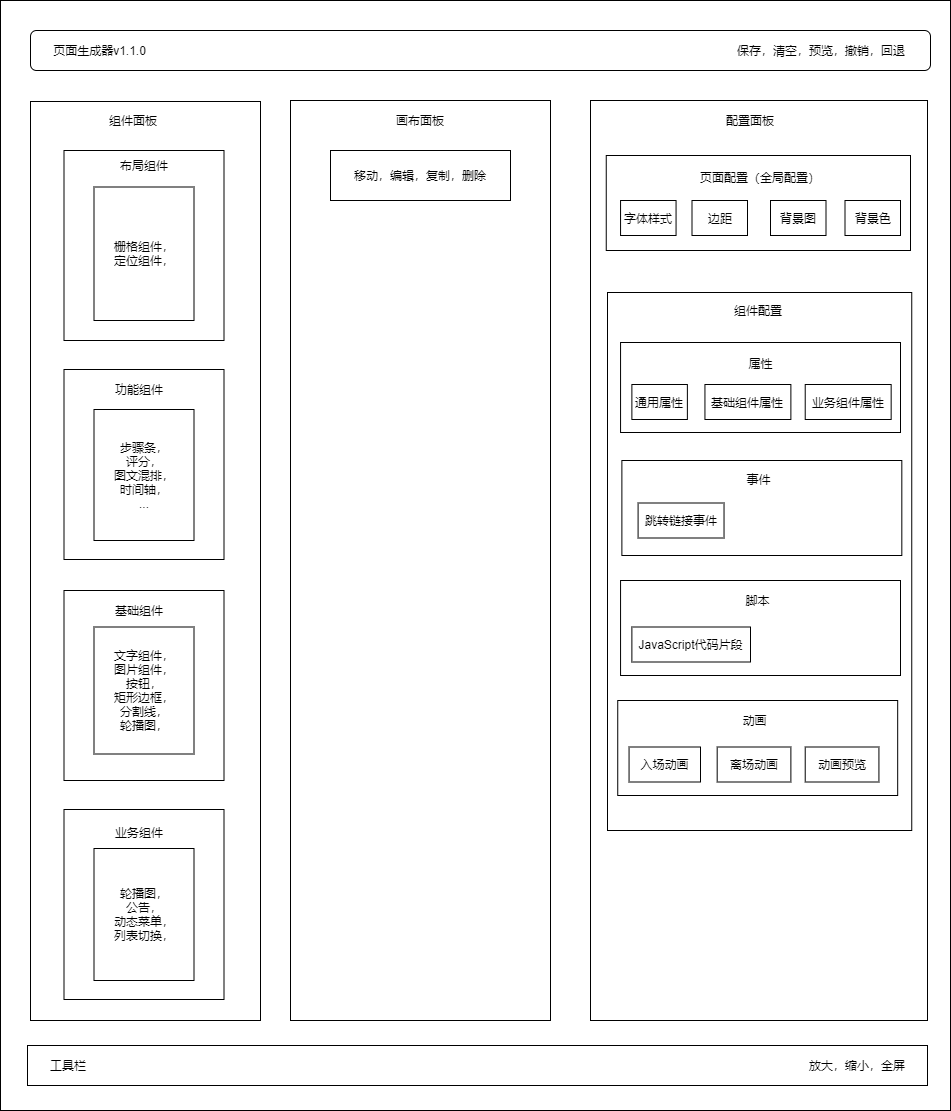 页面生成器v1.1.0
保存，清空，预览，撤销，回退
组件面板
布局组件
栅格组件，
定位组件，
功能组件
步骤条，
评分，
图文混排，
时间轴，
...
基础组件
文字组件，
图片组件，
按钮，
矩形边框，
分割线，
轮播图，
业务组件
轮播图，
公告，
动态菜单，
列表切换，
画布面板
移动，编辑，复制，删除
配置面板
页面配置（全局配置）
字体样式
边距
背景图
背景色
组件配置
属性
通用属性
基础组件属性
业务组件属性
事件
跳转链接事件
脚本
JavaScript代码片段
动画
入场动画
离场动画
动画预览
工具栏
放大，缩小，全屏